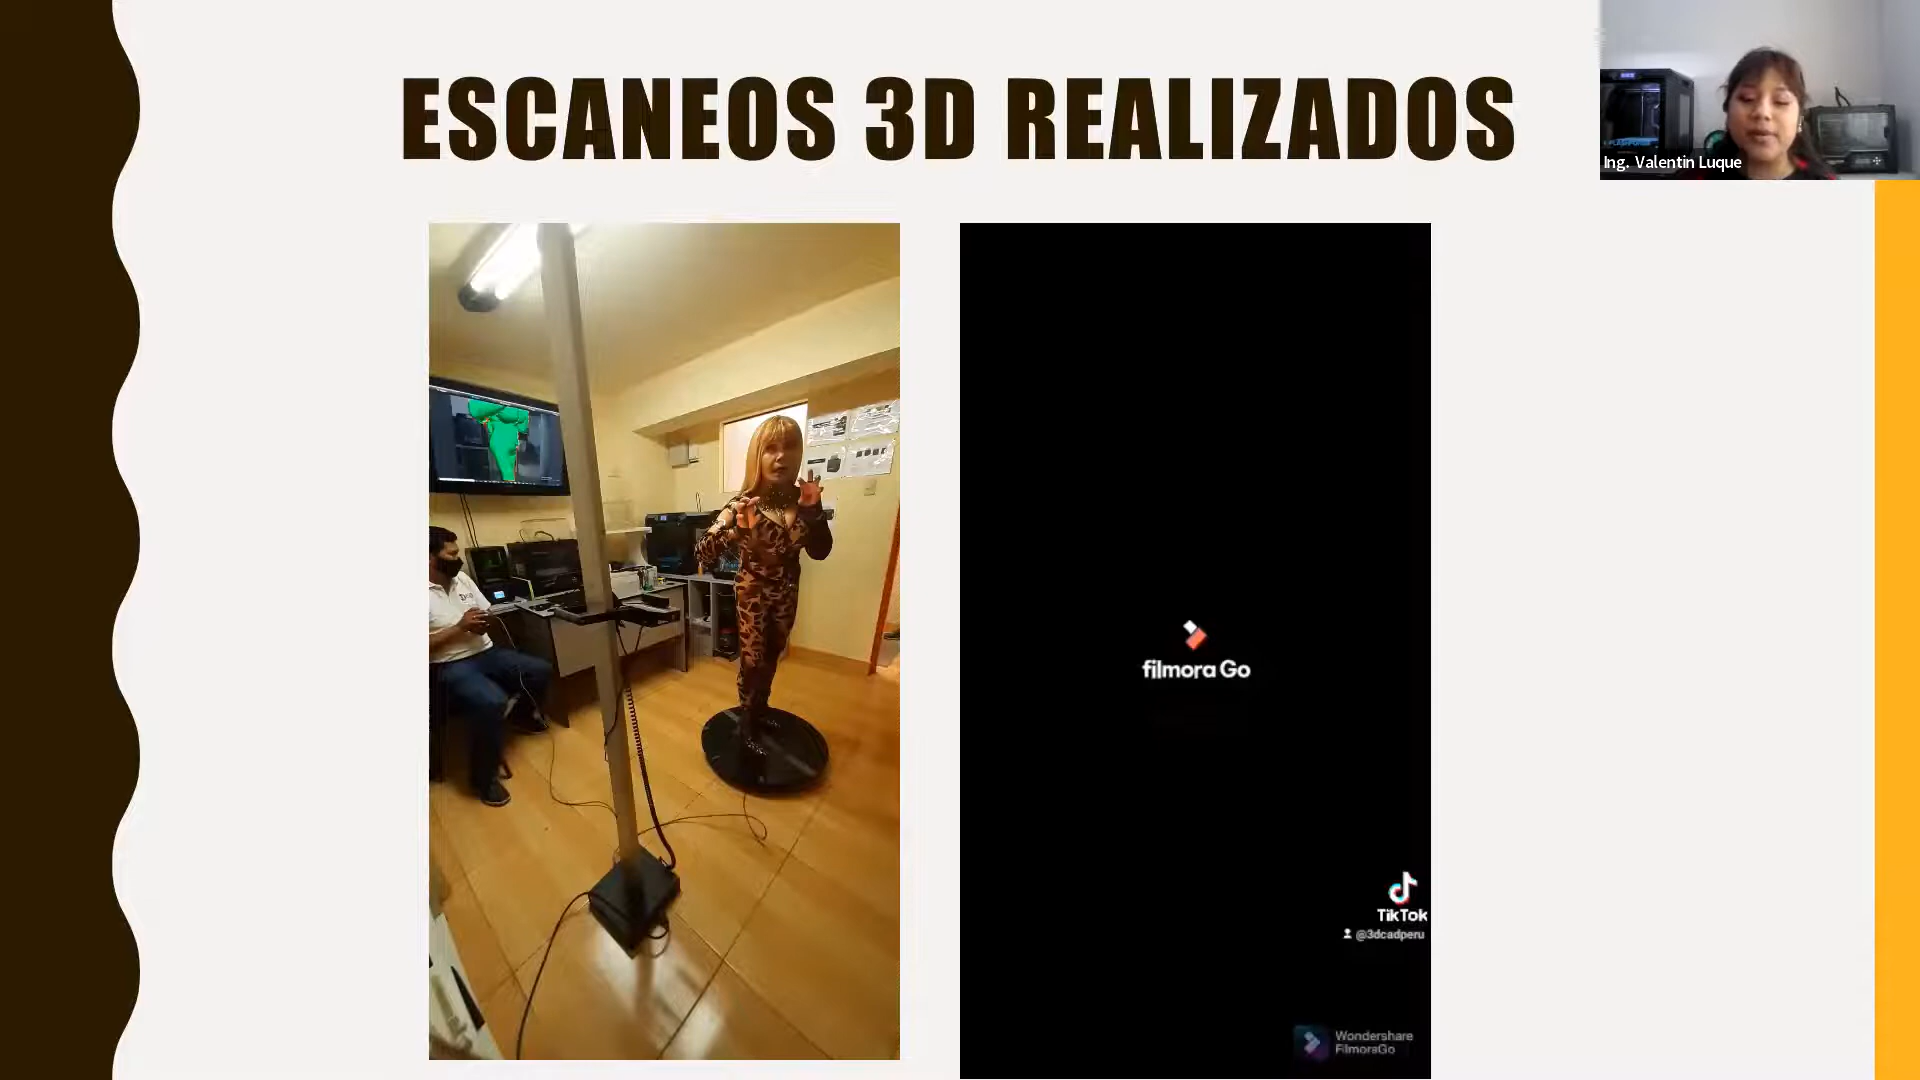 ESCANEOS 3D REALIZADOS
Ing. Valentin Luque
filmora Go
TikTok
@3dcadperu
Wondershare
FilmoraGo